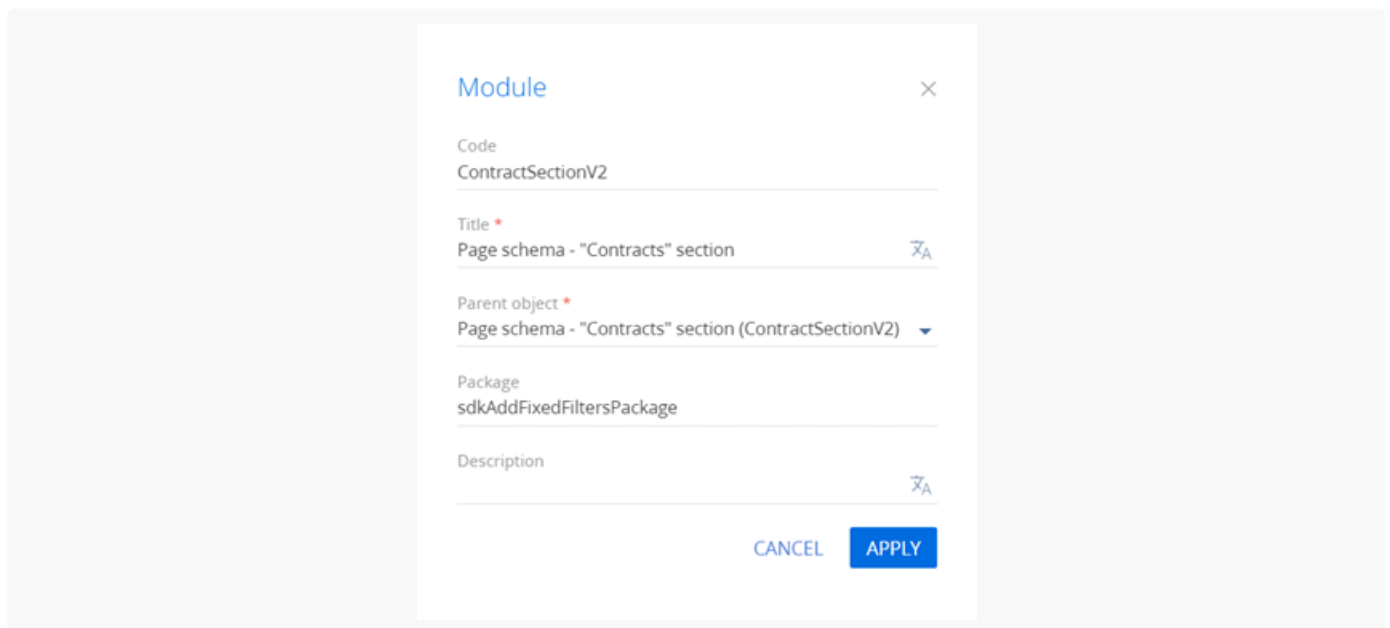 Module
Code
ContractSectionV2
Title *
Page schema - "Contracts" section
Parent object *
Page schema - "Contracts" section (ContractSectionV2)
Package
sdkAddFixedFiltersPackage
Description
CANCEL APPLY